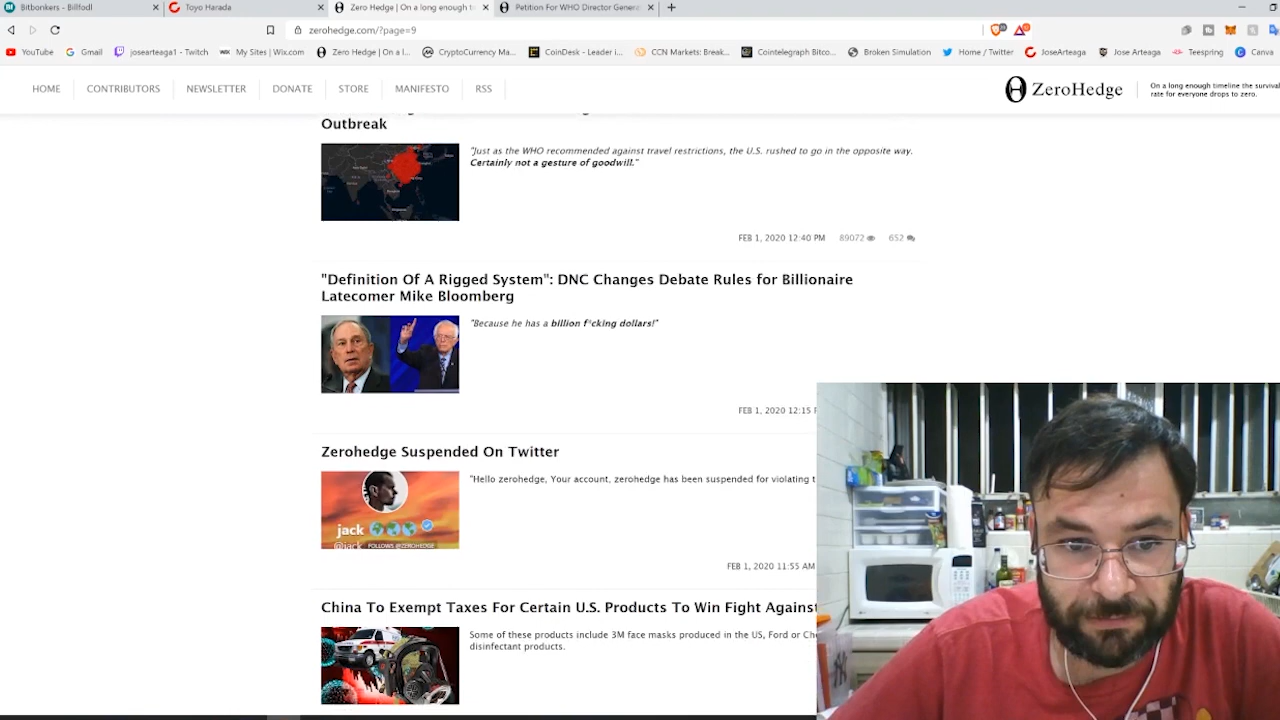 Bitbonkers - Billfodl
Toyo Harada
Zero Hedge | On a long enough t
Petition For WHO Director Genera
zerohedge.com/?page=9
YouTube
Gmail
josearteaga1 - Twitch
My Sites | Wix.com
Zero Hedge | On a l...
CryptoCurrency Ma...
CoinDesk - Leader i...
CCN Markets: Break...
Cointelegraph Bitco...
Broken Simulation
Home / Twitter
JoseArteaga
Jose Arteaga
Teespring
Canva
HOME
CONTRIBUTORS
NEWSLETTER
DONATE
STORE
MANIFESTO
RSS
ZeroHedge
On a long enough timeline the survival
rate for everyone drops to zero.
Outbreak
"Just as the WHO recommended against travel restrictions, the U.S. rushed to go in the opposite way.
Certainly not a gesture of goodwill."
FEB 1, 2020 12:40 PM 89072 652
"Definition Of A Rigged System": DNC Changes Debate Rules for Billionaire
Latecomer Mike Bloomberg
"Because he has a billion f*cking dollars!"
FEB 1, 2020 12:15 P
Zerohedge Suspended On Twitter
"Hello zerohedge, Your account, zerohedge has been suspended for violating t
jack
@jack FOLLOWS @ZEROHEDGE
FEB 1, 2020 11:55 AM
China To Exempt Taxes For Certain U.S. Products To Win Fight Against
Some of these products include 3M face masks produced in the US, Ford or Che
disinfectant products.